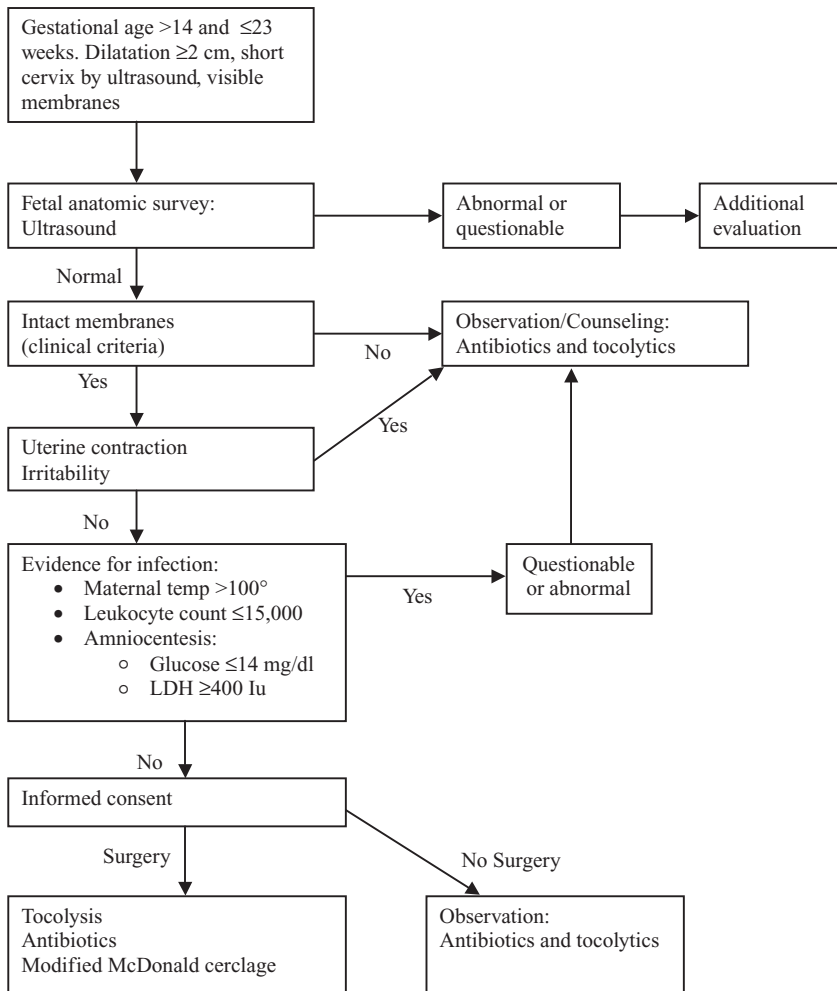 Gestational age >14 and ≤23
weeks. Dilatation ≥2 cm, short
cervix by ultrasound, visible
membranes
Fetal anatomic survey:
Ultrasound
Abnormal or
questionable
Additional
evaluation
Normal
Intact membranes
(clinical criteria)
No
Observation/Counseling:
Antibiotics and tocolytics
Yes
Uterine contraction
Irritability
Yes
No
Evidence for infection:
• Maternal temp >100°
• Leukocyte count ≤15,000
• Amniocentesis:
○ Glucose ≤14 mg/dl
○ LDH ≥400 Iu
Yes
Questionable
or abnormal
No
Informed consent
Surgery
No Surgery
Tocolysis
Antibiotics
Modified McDonald cerclage
Observation:
Antibiotics and tocolytics